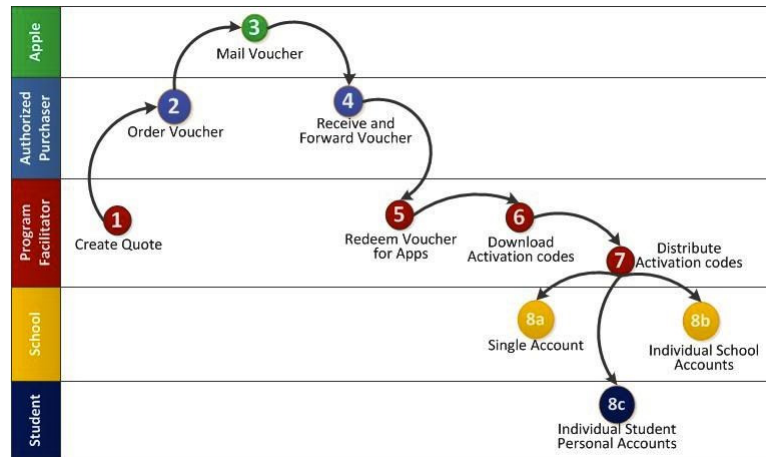 Apple
3
Mail Voucher
Authorized
Purchaser
2
Order Voucher
4
Receive and
Forward Voucher
Program
Facilitator
1
Create Quote
5
Redeem Voucher
for Apps
6
Download
Activation codes
7
Distribute
Activation codes
School
8a
Single Account
8b
Individual School
Accounts
Student
8c
Individual Student
Personal Accounts